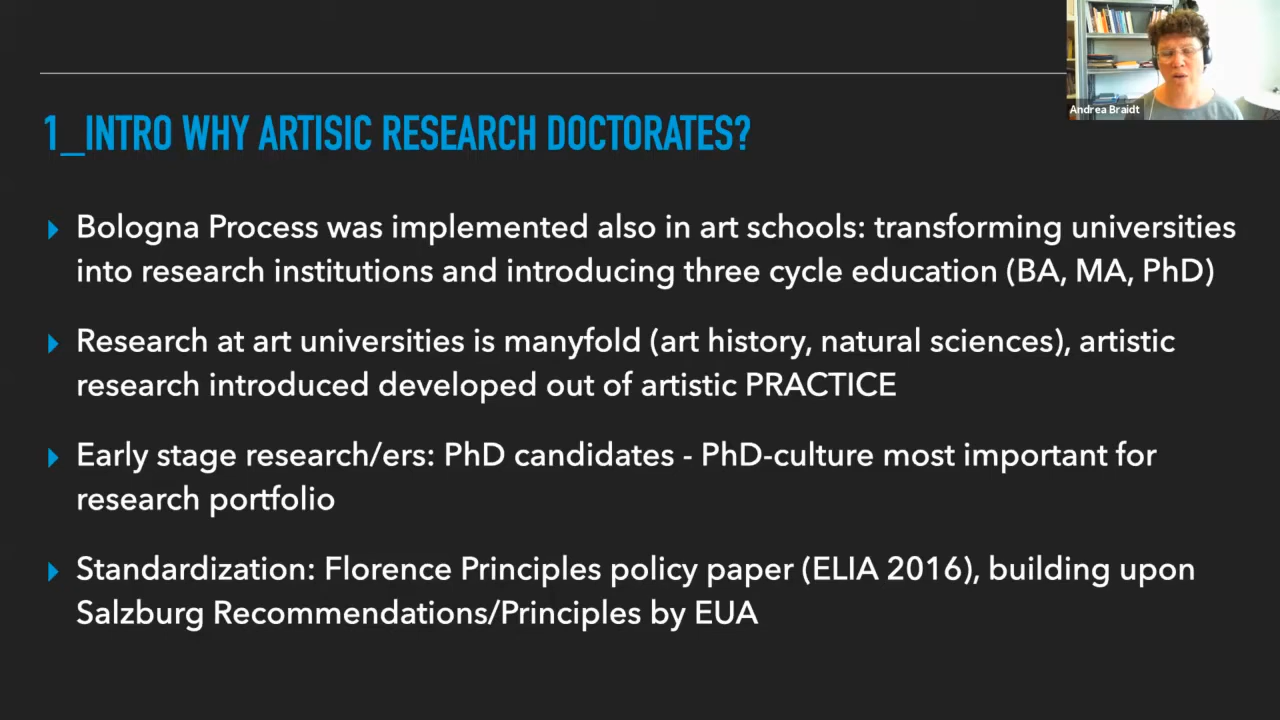 1_INTRO WHY ARTISIC RESEARCH DOCTORATES?
Bologna Process was implemented also in art schools: transforming universities
into research institutions and introducing three cycle education (BA, MA, PhD)
Research at art universities is manyfold (art history, natural sciences), artistic
research introduced developed out of artistic PRACTICE
Early stage research/ers: PhD candidates - PhD-culture most important for
research portfolio
Standardization: Florence Principles policy paper (ELIA 2016), building upon
Salzburg Recommendations/Principles by EUA
Andrea Braidt